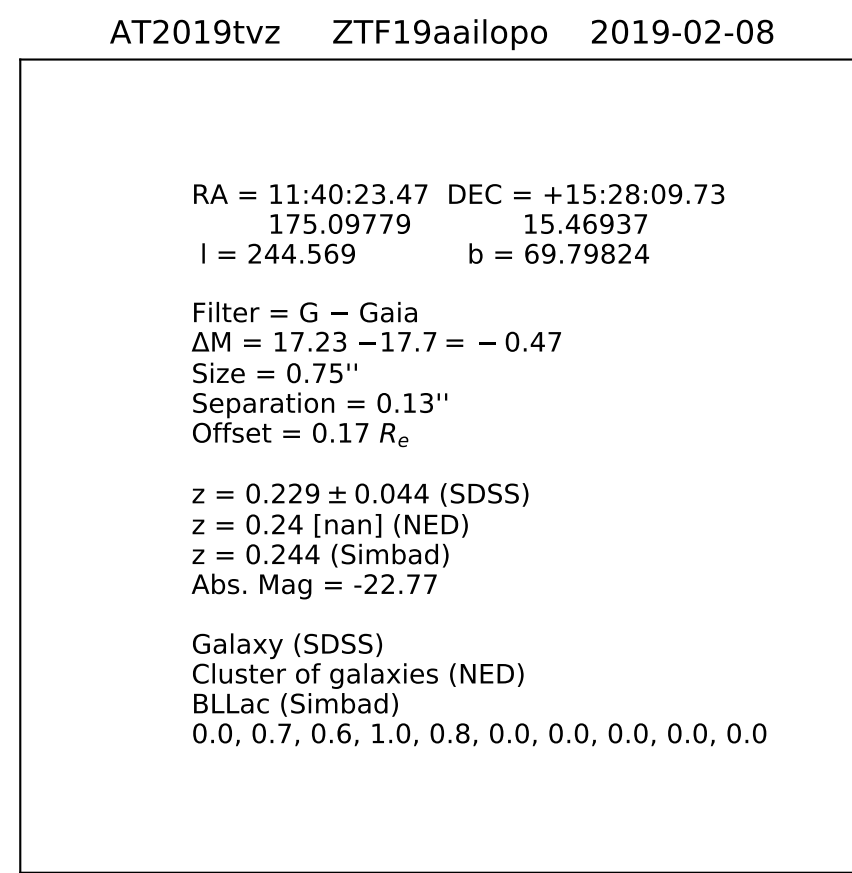 AT2019tvz ZTF19aailopo 2019-02-08
RA = 11:40:23.47 DEC = +15:28:09.73
175.09779 15.46937
l = 244.569 b = 69.79824
Filter = G − Gaia
ΔM = 17.23 −17.7 = − 0.47
Size = 0.75''
Separation = 0.13''
Offset = 0.17 Rₑ
z = 0.229 ± 0.044 (SDSS)
z = 0.24 [nan] (NED)
z = 0.244 (Simbad)
Abs. Mag = -22.77
Galaxy (SDSS)
Cluster of galaxies (NED)
BLLac (Simbad)
0.0, 0.7, 0.6, 1.0, 0.8, 0.0, 0.0, 0.0, 0.0, 0.0